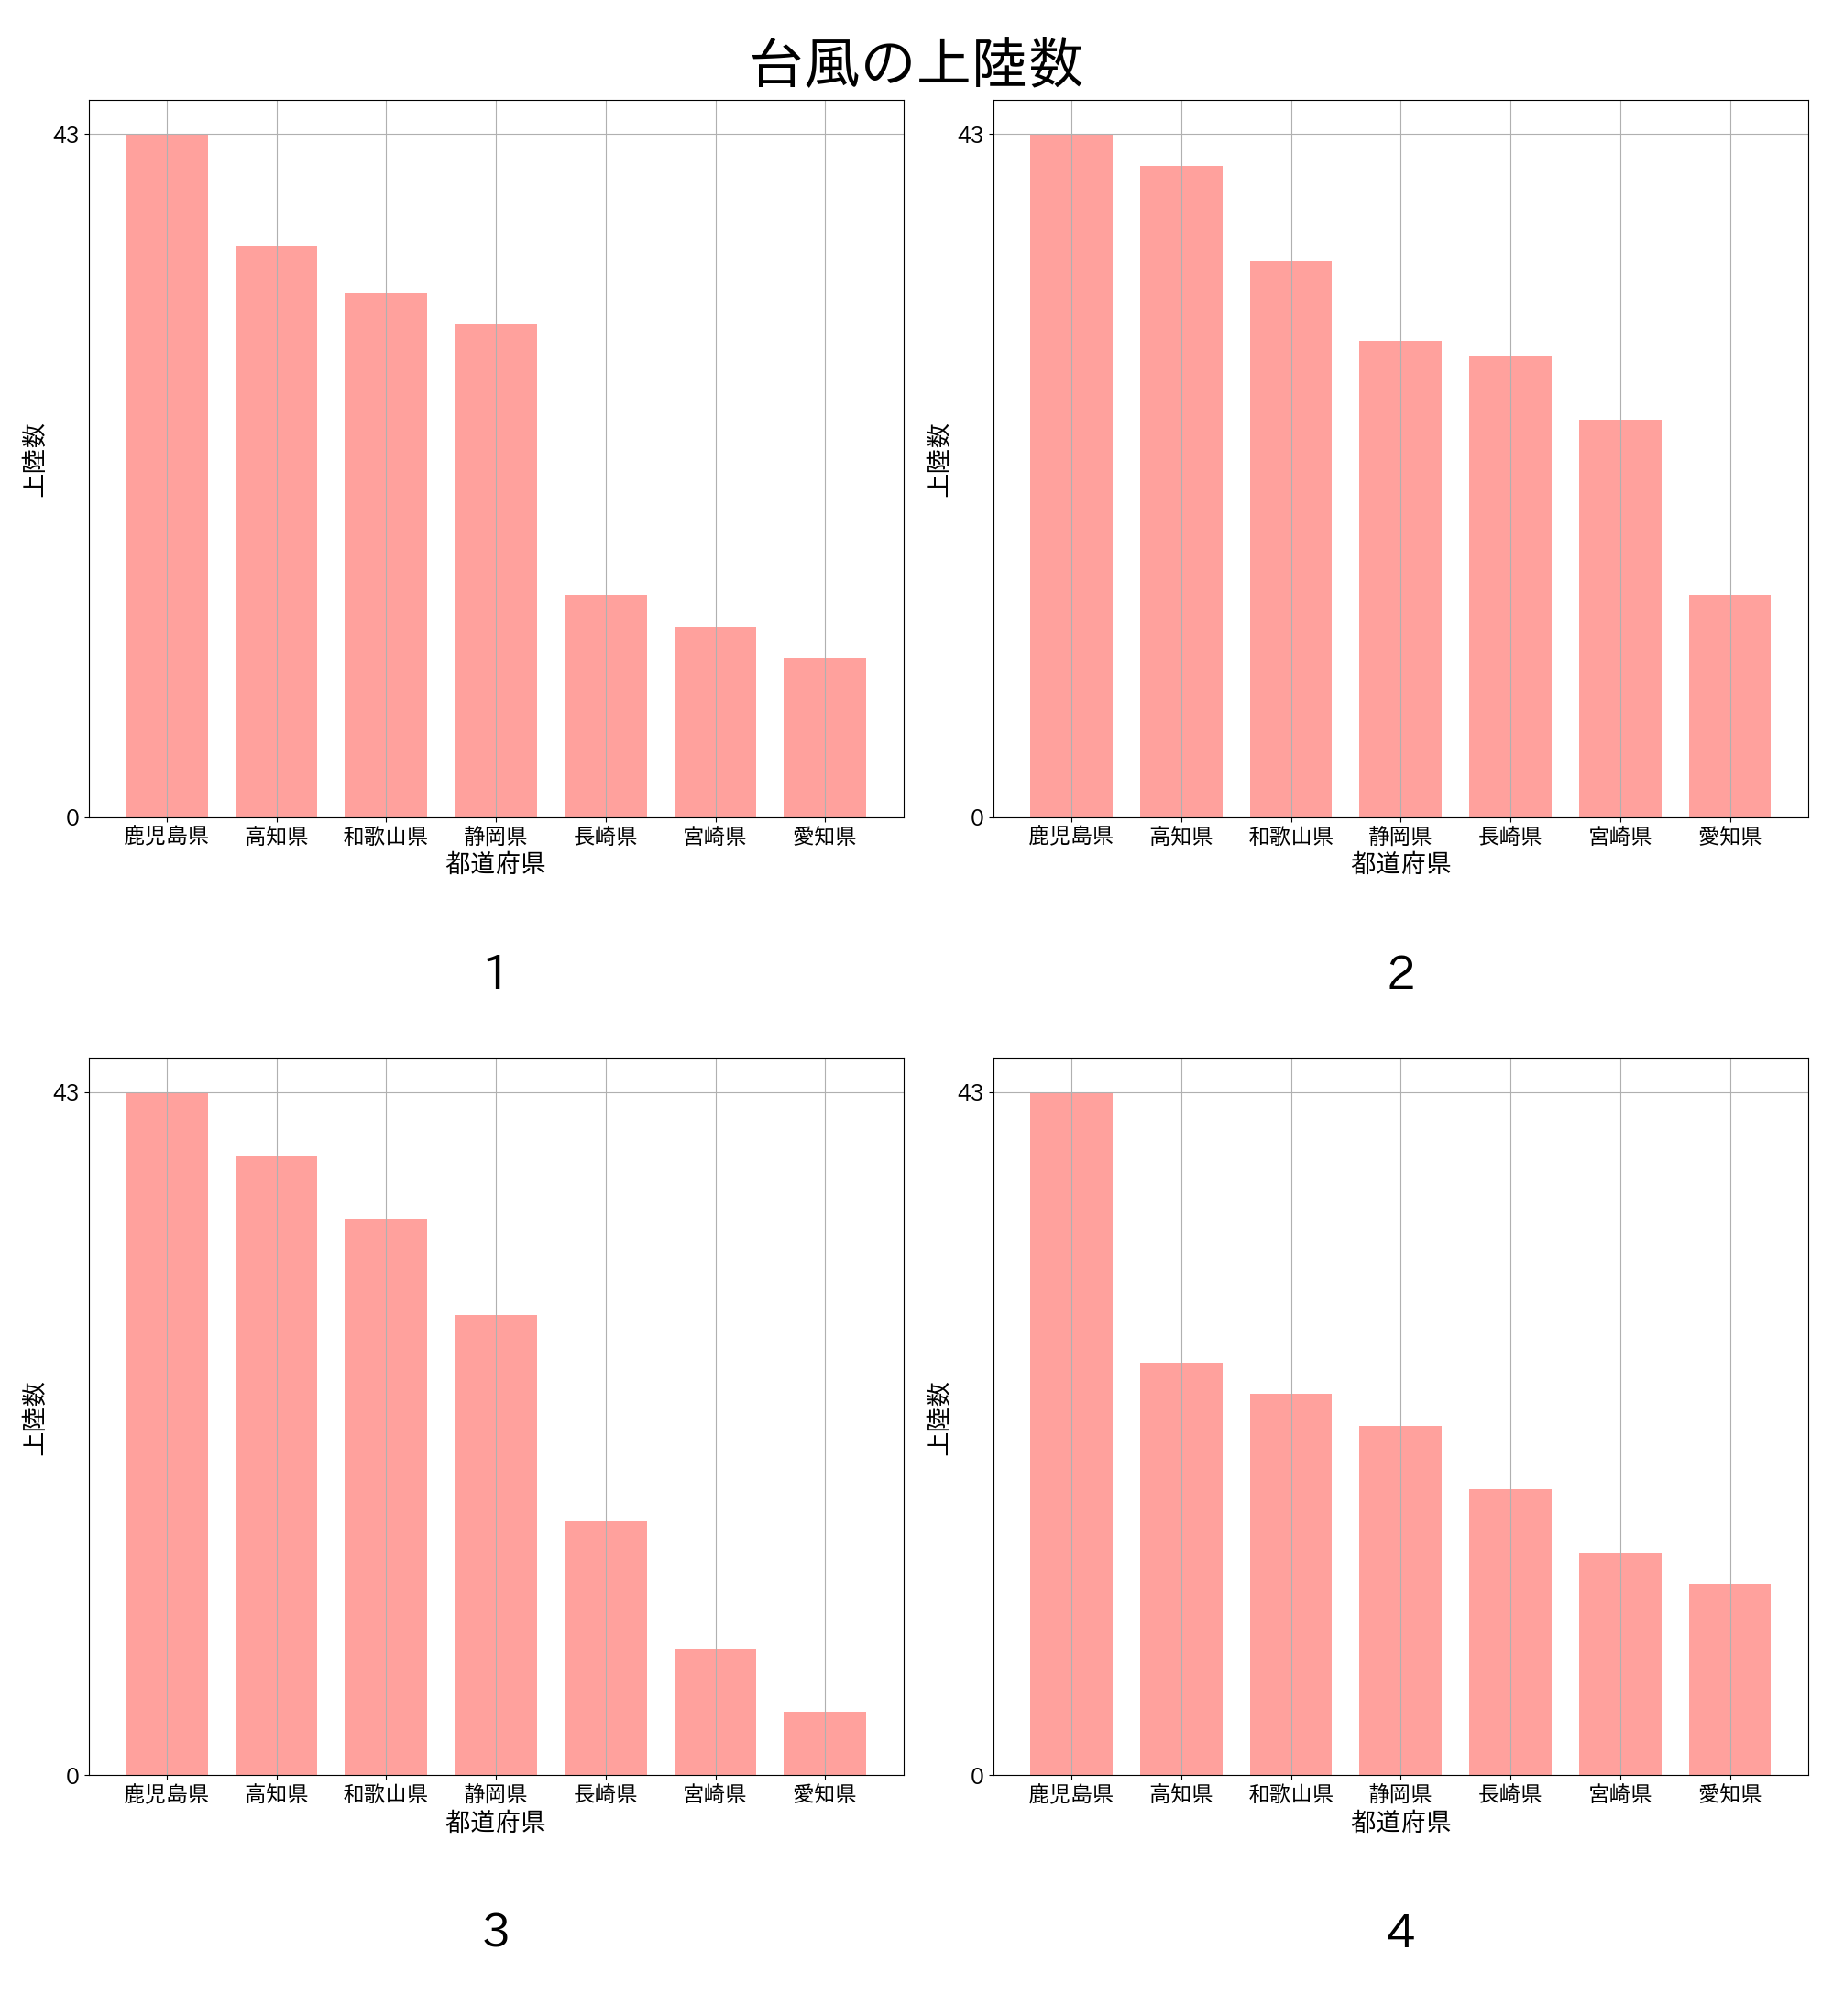 台風の上陸数
43
上陸数
0
鹿児島県 高知県 和歌山県 静岡県 長崎県 宮崎県 愛知県
都道府県
1
43
上陸数
0
鹿児島県 高知県 和歌山県 静岡県 長崎県 宮崎県 愛知県
都道府県
2
43
上陸数
0
鹿児島県 高知県 和歌山県 静岡県 長崎県 宮崎県 愛知県
都道府県
3
43
上陸数
0
鹿児島県 高知県 和歌山県 静岡県 長崎県 宮崎県 愛知県
都道府県
4